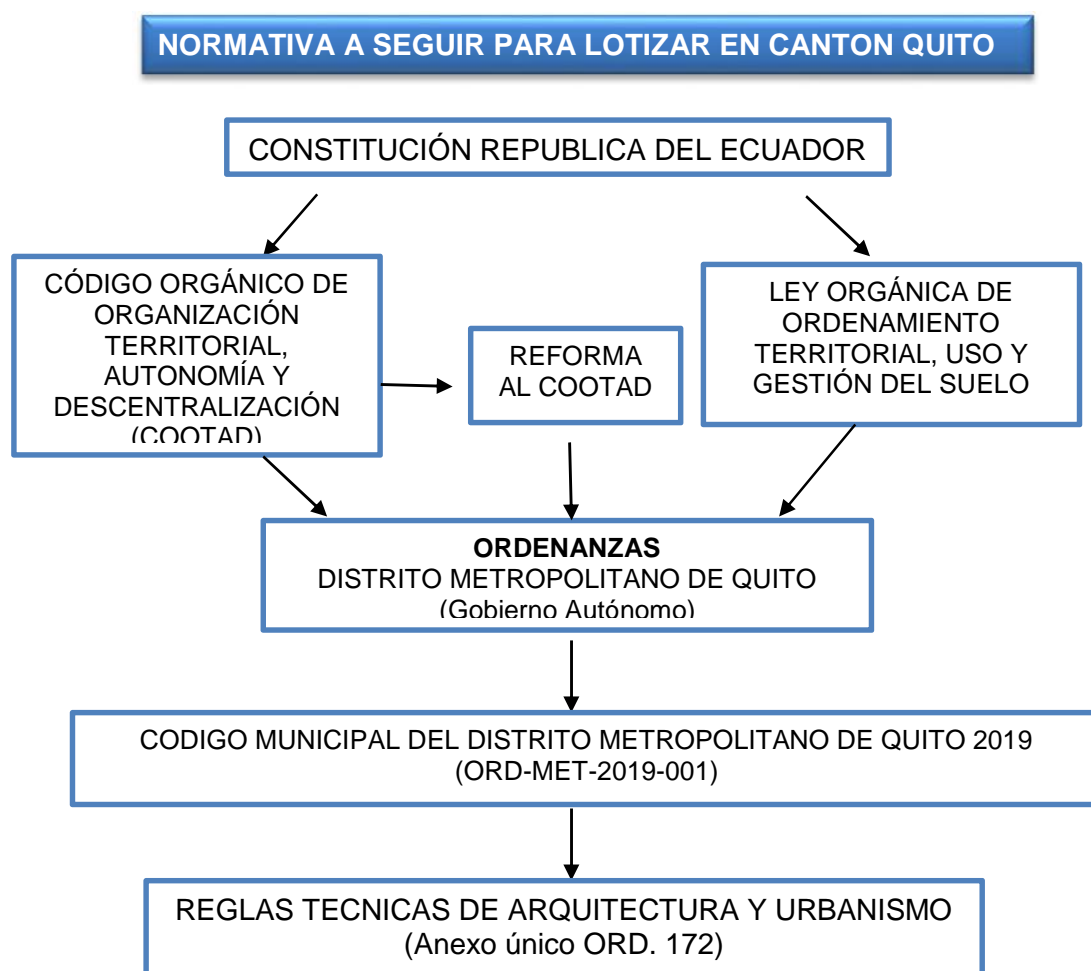 NORMATIVA A SEGUIR PARA LOTIZAR EN CANTON QUITO
CONSTITUCIÓN REPUBLICA DEL ECUADOR
CÓDIGO ORGÁNICO DE
ORGANIZACIÓN
TERRITORIAL,
AUTONOMÍA Y
DESCENTRALIZACIÓN
(COOTAD)
REFORMA
AL COOTAD
LEY ORGÁNICA DE
ORDENAMIENTO
TERRITORIAL, USO Y
GESTIÓN DEL SUELO
ORDENANZAS
DISTRITO METROPOLITANO DE QUITO
(Gobierno Autónomo)
CODIGO MUNICIPAL DEL DISTRITO METROPOLITANO DE QUITO 2019
(ORD-MET-2019-001)
REGLAS TECNICAS DE ARQUITECTURA Y URBANISMO
(Anexo único ORD. 172)